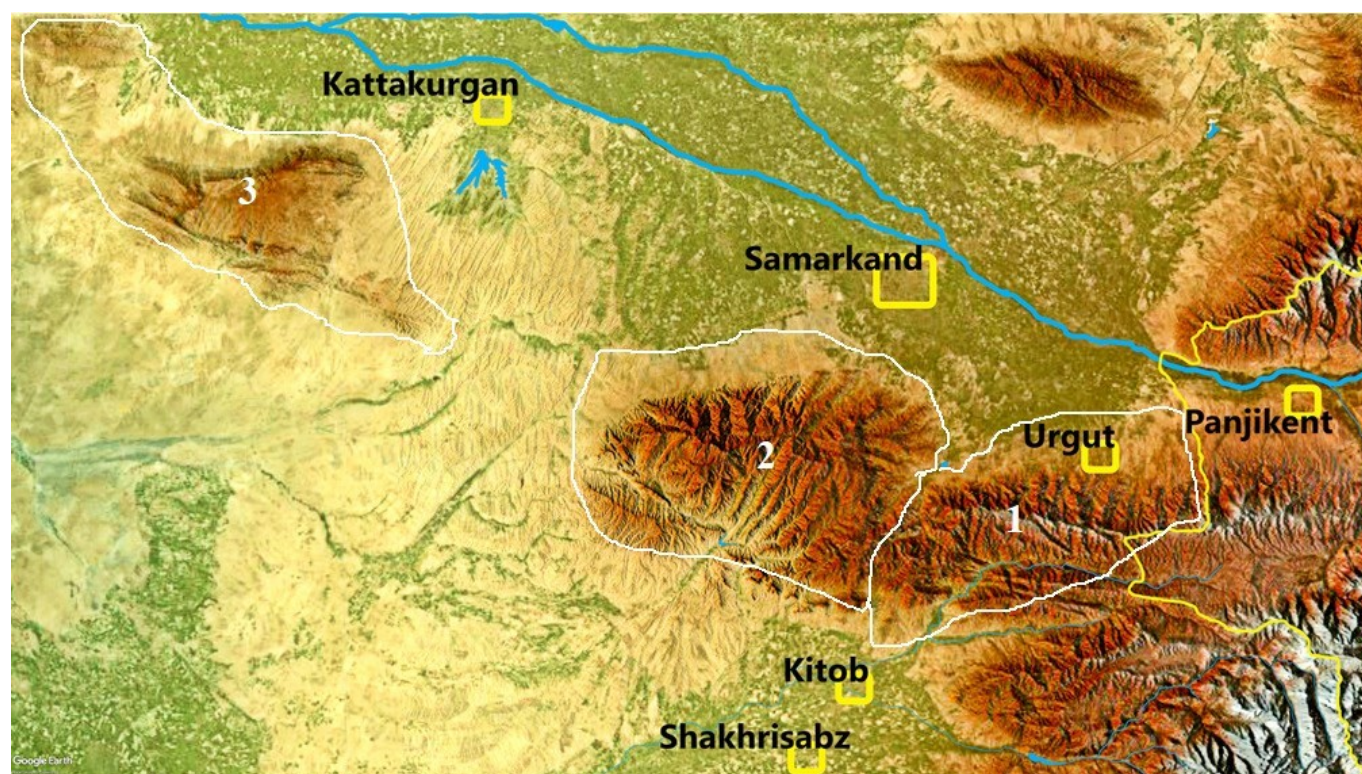 Kattakurgan
3
Samarkand
Urgut
Panjikent
2
1
Kitob
Shakhrisabz
Google Earth